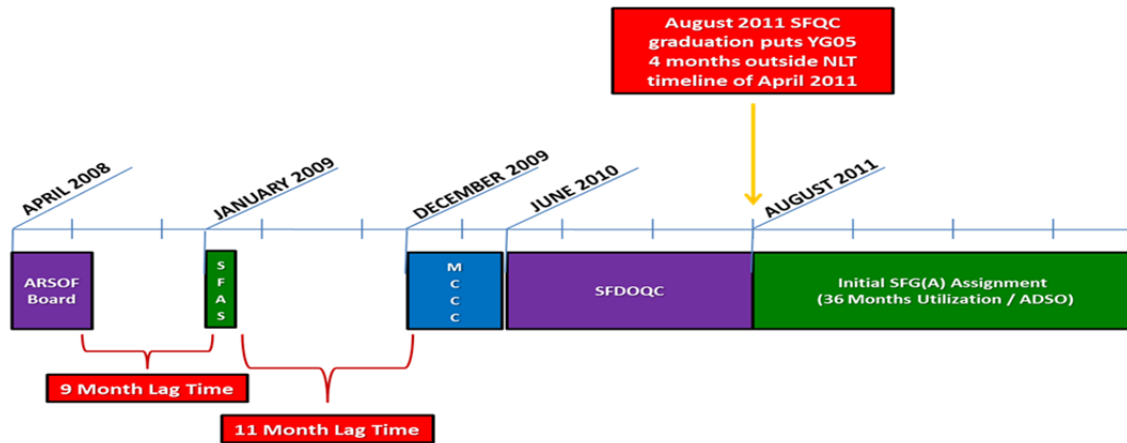 August 2011 SFQC
graduation puts YG05
4 months outside NLT
timeline of April 2011
APRIL 2008
JANUARY 2009
DECEMBER 2009
JUNE 2010
AUGUST 2011
ARSOF
Board
S
F
A
S
M
C
C
C
SFDOQC
Initial SFG(A) Assignment
(36 Months Utilization / ADSO)
9 Month Lag Time
11 Month Lag Time